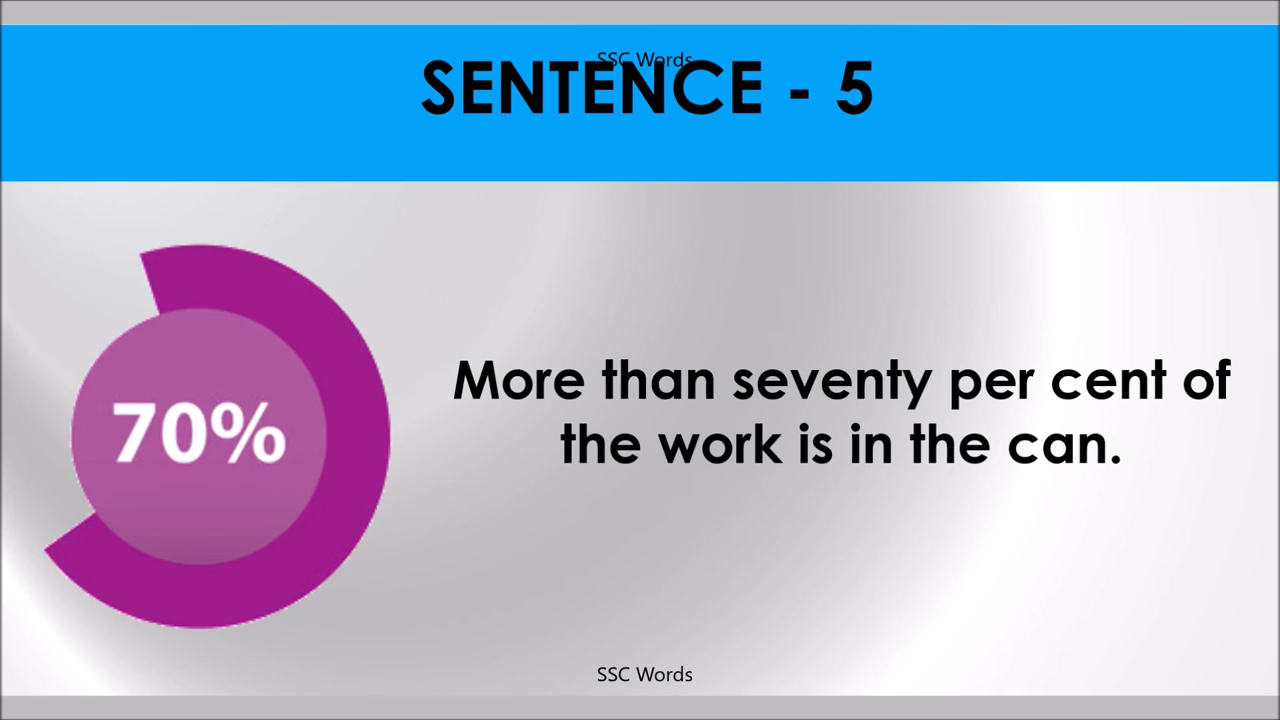 SSC Words
SENTENCE - 5
70%
More than seventy per cent of
the work is in the can.
SSC Words